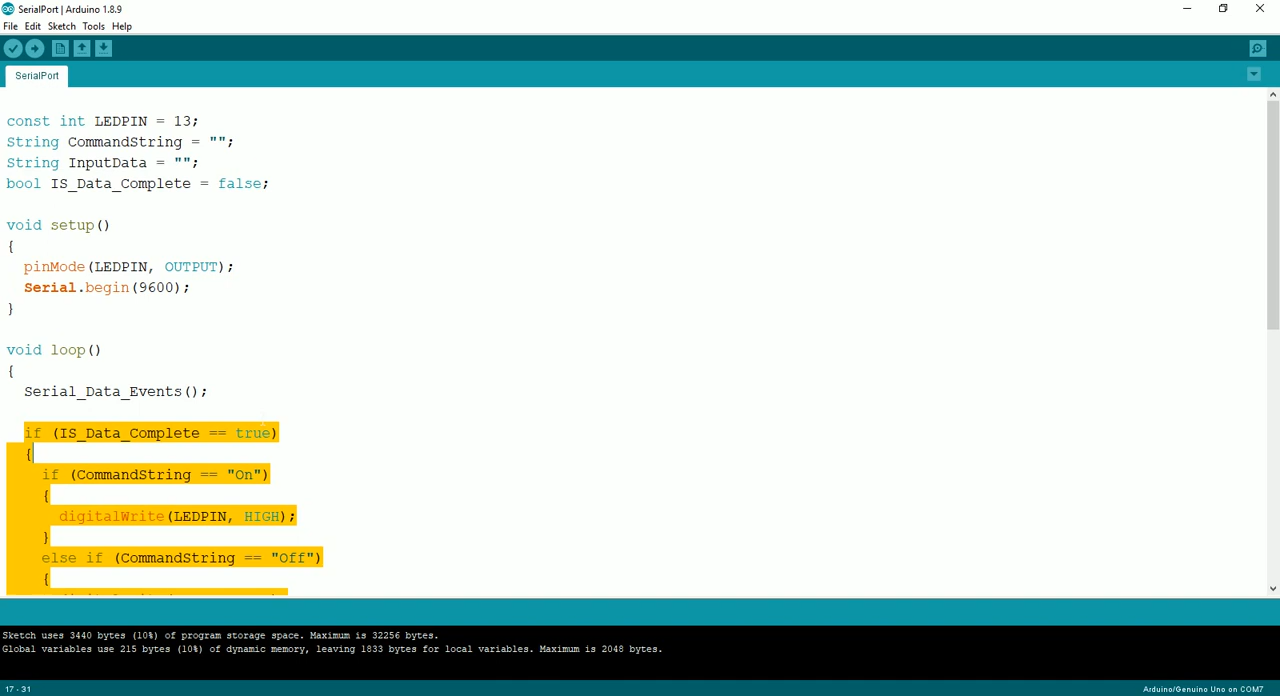 SerialPort | Arduino 1.8.9
File Edit Sketch Tools Help
SerialPort
const int LEDPIN = 13;
String CommandString = "";
String InputData = "";
bool IS_Data_Complete = false;
void setup()
{
pinMode(LEDPIN, OUTPUT);
Serial.begin(9600);
}
void loop()
{
Serial_Data_Events();
if (IS_Data_Complete == true)
{
if (CommandString == "On")
{
digitalWrite(LEDPIN, HIGH);
}
else if (CommandString == "Off")
{
Sketch uses 3440 bytes (10%) of program storage space. Maximum is 32256 bytes.
Global variables use 215 bytes (10%) of dynamic memory, leaving 1833 bytes for local variables. Maximum is 2048 bytes.
17 - 31
Arduino/Genuino Uno on COM7